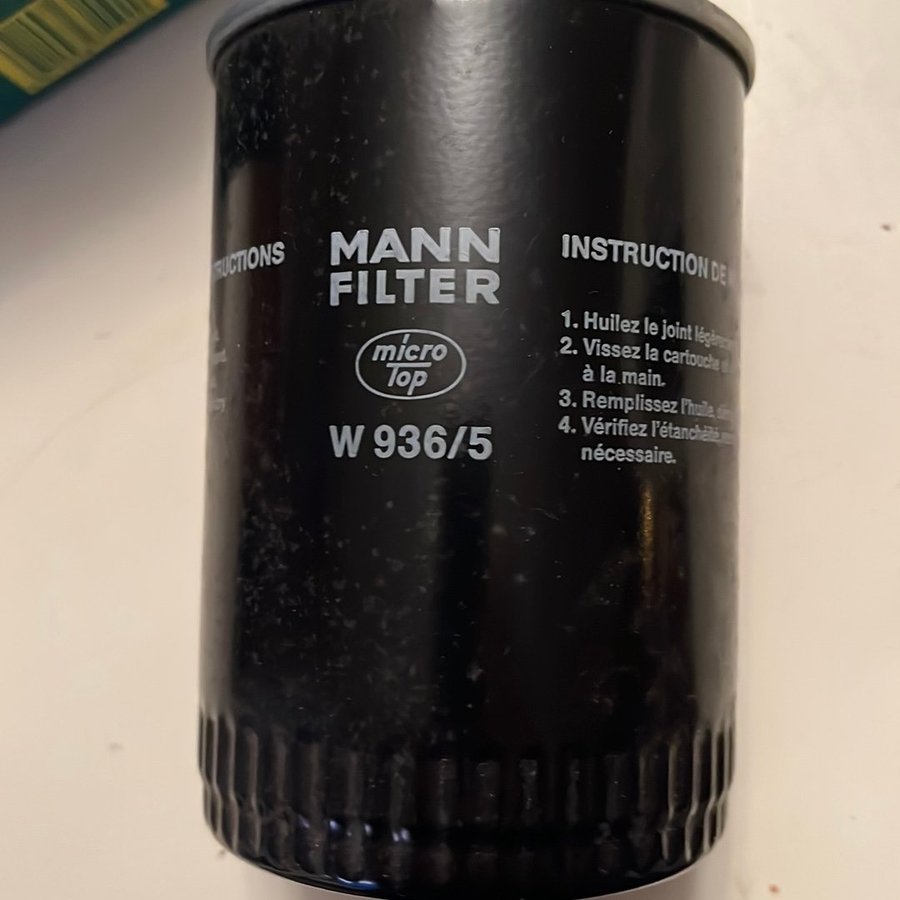 MANN
FILTER
micro
Top
W 936/5
INSTRUCTION DE
1. Huilez le joint
2. Vissez la cartouche
à la main.
3. Remplissez l'huile,
4. Vérifiez l'étanchéité,
nécessaire.